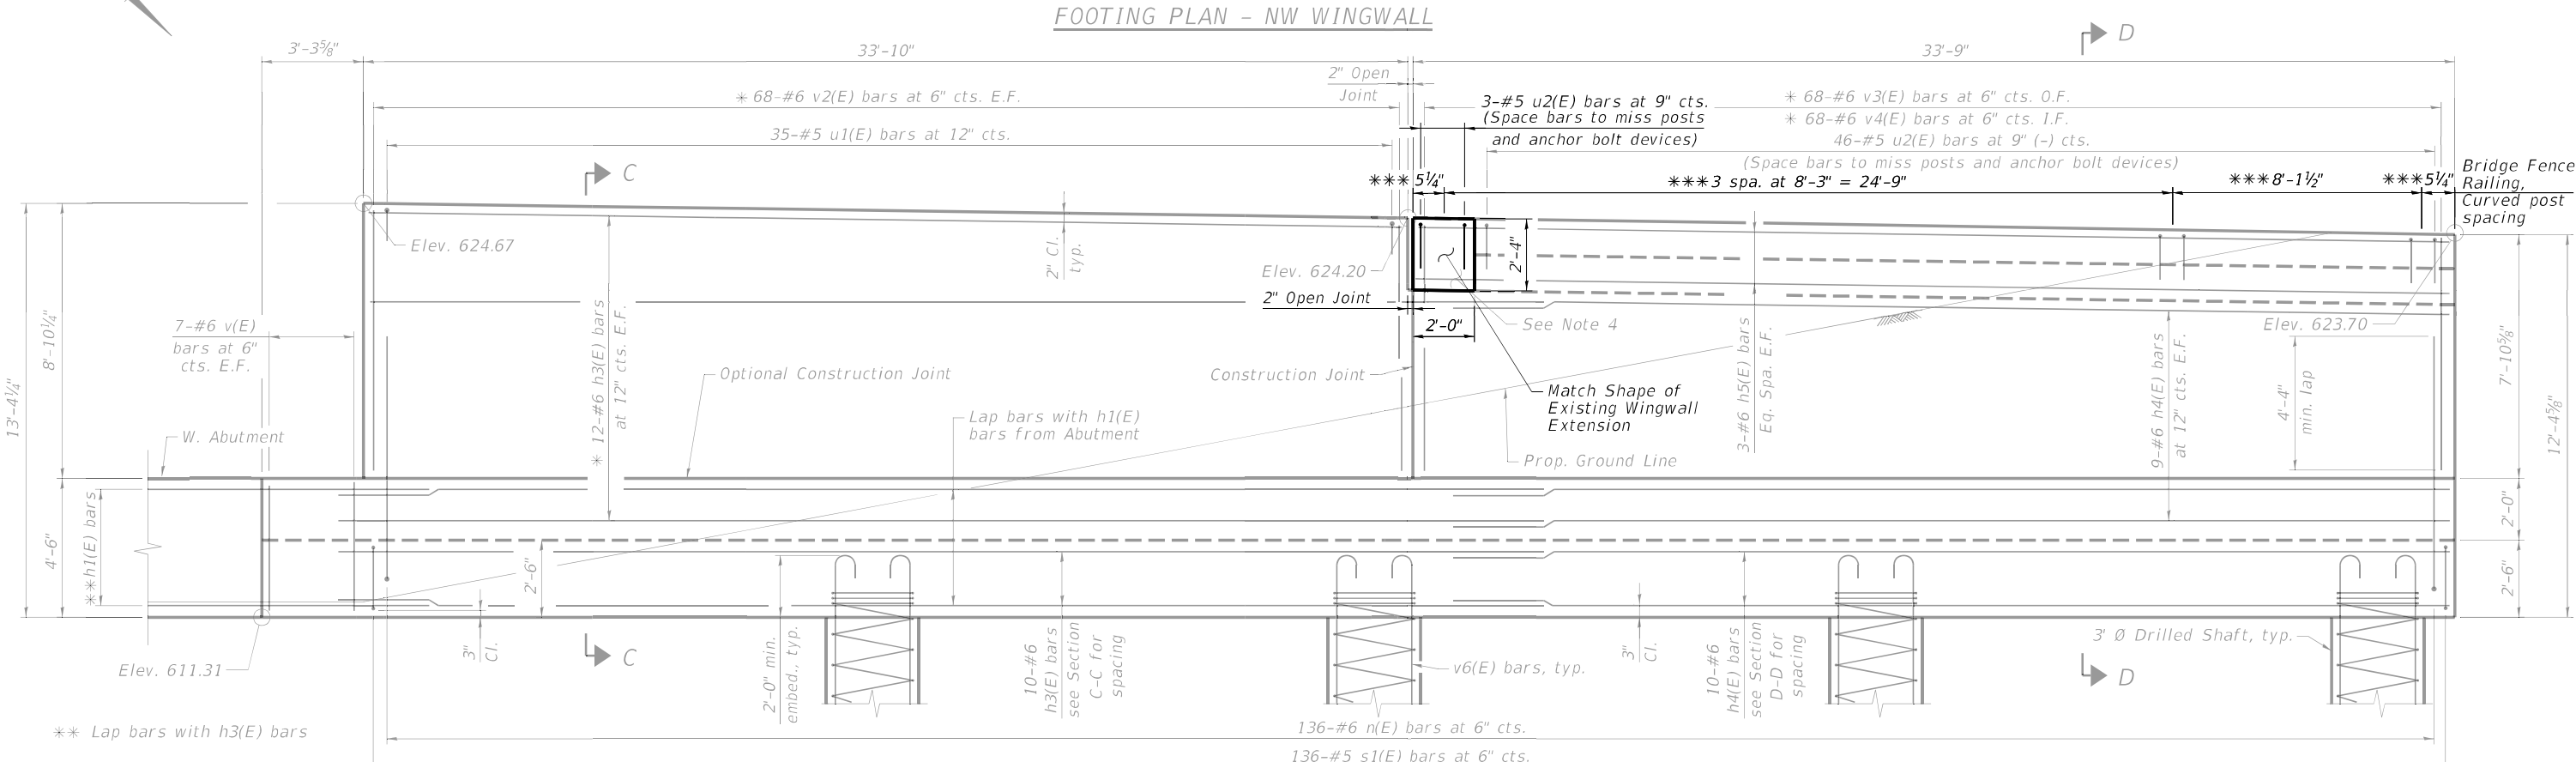 FOOTING PLAN - NW WINGWALL
D
3'-3⅝"
33'-10"
33'-9"
2" Open
Joint
✳ 68-#6 v2(E) bars at 6" cts. E.F.
3-#5 u2(E) bars at 9" cts.
(Space bars to miss posts
and anchor bolt devices)
✳ 68-#6 v3(E) bars at 6" cts. O.F.
✳ 68-#6 v4(E) bars at 6" cts. I.F.
35-#5 u1(E) bars at 12" cts.
46-#5 u2(E) bars at 9" (-) cts.
(Space bars to miss posts and anchor bolt devices)
C
✳✳✳ 5¼"
✳✳✳3 spa. at 8'-3" = 24'-9"
✳✳✳8'-1½"
✳✳✳5¼"
Bridge Fence
Railing,
Curved post
spacing
Elev. 624.67
2" Cl.
typ.
Elev. 624.20
2'-4"
2" Open Joint
2'-0"
See Note 4
Elev. 623.70
7-#6 v(E)
bars at 6"
cts. E.F.
13'-4¼"
8'-10¼"
✳ 12-#6 h3(E) bars
at 12" cts. E.F.
Optional Construction Joint
Construction Joint
3-#6 h5(E) bars
Eq. Spa. E.F.
9-#6 h4(E) bars
at 12" cts. E.F.
4'-4"
min. lap
7'-10⅝"
12'-4⅝"
Match Shape of
Existing Wingwall
Extension
Lap bars with h1(E)
bars from Abutment
W. Abutment
Prop. Ground Line
4'-6"
✳✳h1(E) bars
2'-6"
2'-0"
2'-6"
3"
Cl.
2'-0" min.
embed., typ.
10-#6
h3(E) bars
see Section
C-C for
spacing
v6(E) bars, typ.
3"
Cl.
10-#6
h4(E) bars
see Section
D-D for
spacing
3' Ø Drilled Shaft, typ.
Elev. 611.31
C
D
✳✳ Lap bars with h3(E) bars
136-#6 n(E) bars at 6" cts.
136-#5 s1(E) bars at 6" cts.